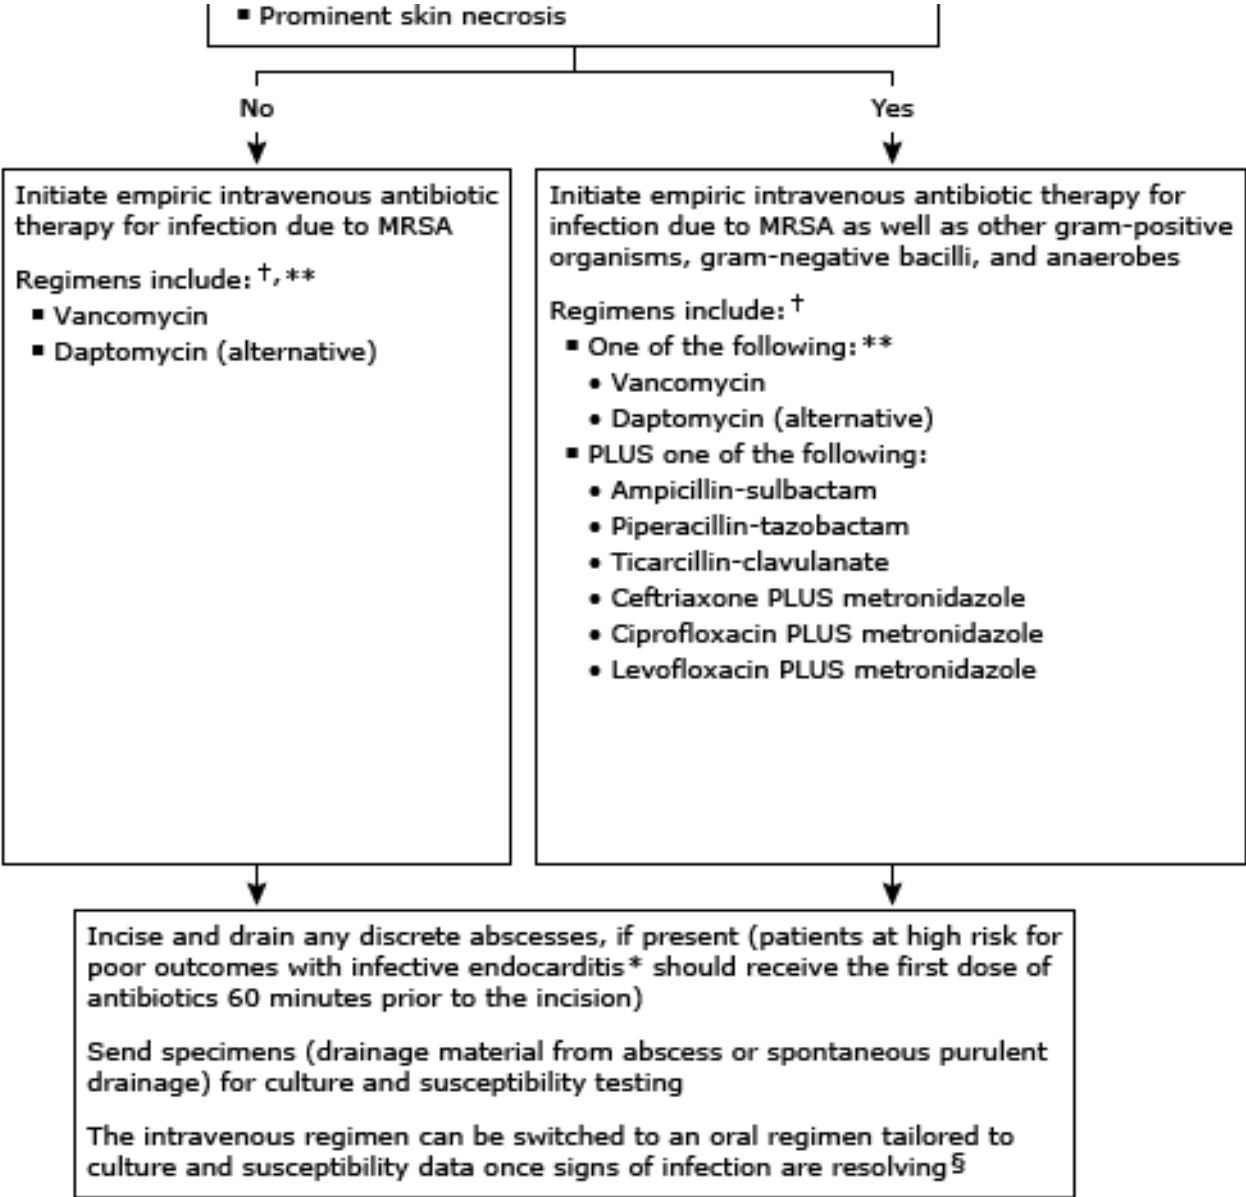 ▪ Prominent skin necrosis
No
Yes
Initiate empiric intravenous antibiotic
therapy for infection due to MRSA
Regimens include: †, **
▪ Vancomycin
▪ Daptomycin (alternative)
Initiate empiric intravenous antibiotic therapy for
infection due to MRSA as well as other gram-positive
organisms, gram-negative bacilli, and anaerobes
Regimens include: †
▪ One of the following: **
• Vancomycin
• Daptomycin (alternative)
▪ PLUS one of the following:
• Ampicillin-sulbactam
• Piperacillin-tazobactam
• Ticarcillin-clavulanate
• Ceftriaxone PLUS metronidazole
• Ciprofloxacin PLUS metronidazole
• Levofloxacin PLUS metronidazole
Incise and drain any discrete abscesses, if present (patients at high risk for
poor outcomes with infective endocarditis* should receive the first dose of
antibiotics 60 minutes prior to the incision)
Send specimens (drainage material from abscess or spontaneous purulent
drainage) for culture and susceptibility testing
The intravenous regimen can be switched to an oral regimen tailored to
culture and susceptibility data once signs of infection are resolving§